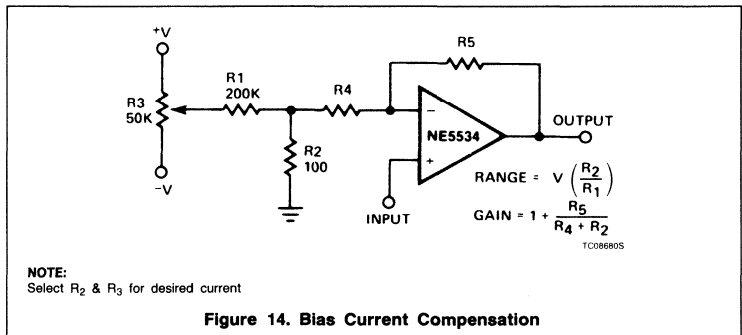 +V
R3
50K
−V
R1
200K
R2
100
R4
R5
−
NE5534
+
INPUT
OUTPUT
RANGE = V (R2/R1)
GAIN = 1 + R5/(R4 + R2)
TC08680S
NOTE:
Select R2 & R3 for desired current
Figure 14. Bias Current Compensation